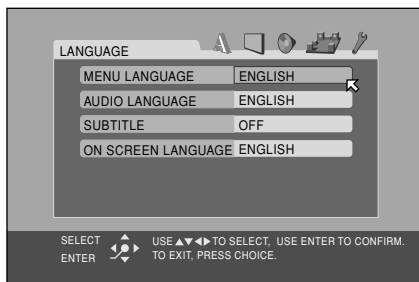 LANGUAGE
MENU LANGUAGE ENGLISH
AUDIO LANGUAGE ENGLISH
SUBTITLE OFF
ON SCREEN LANGUAGE ENGLISH
SELECT USE ▲▼◀▶ TO SELECT, USE ENTER TO CONFIRM.
ENTER TO EXIT, PRESS CHOICE.